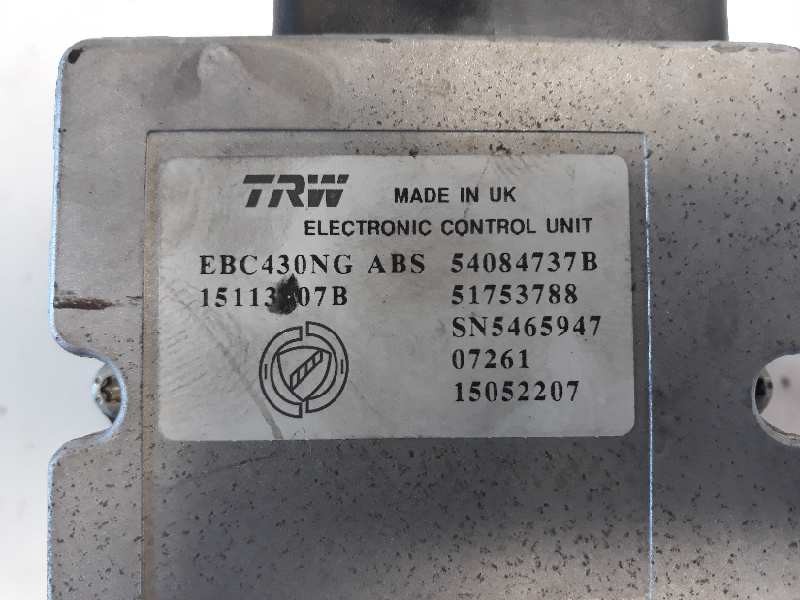 TRW MADE IN UK
ELECTRONIC CONTROL UNIT
EBC430NG ABS 54084737B
51753788
SN5465947
07261
15052207